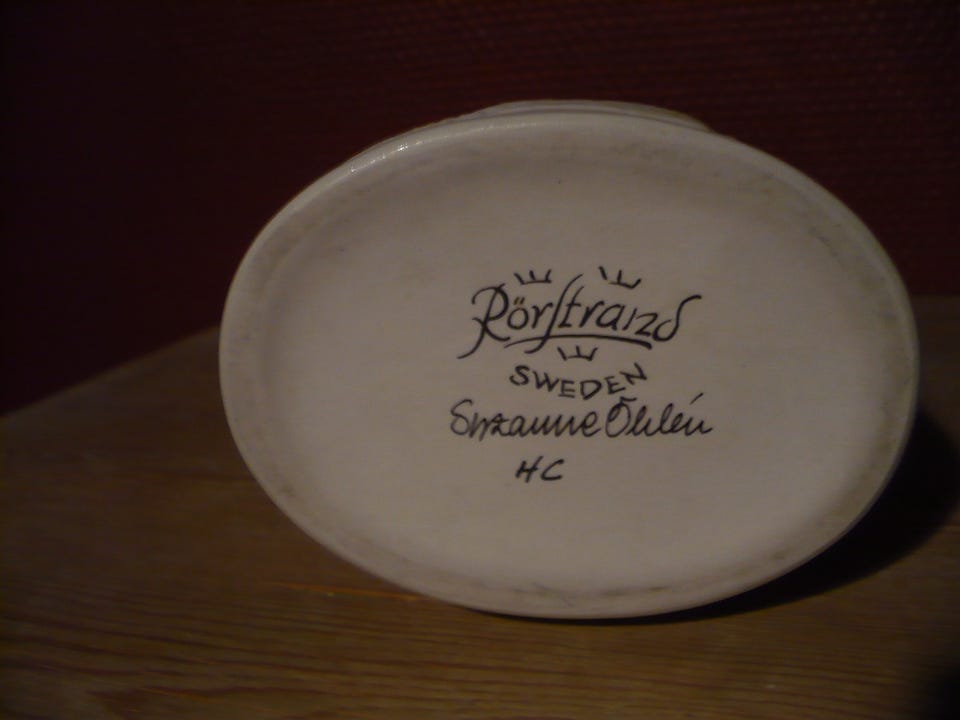 Rörstrand
SWEDEN
Suzanne Öhlén
HC